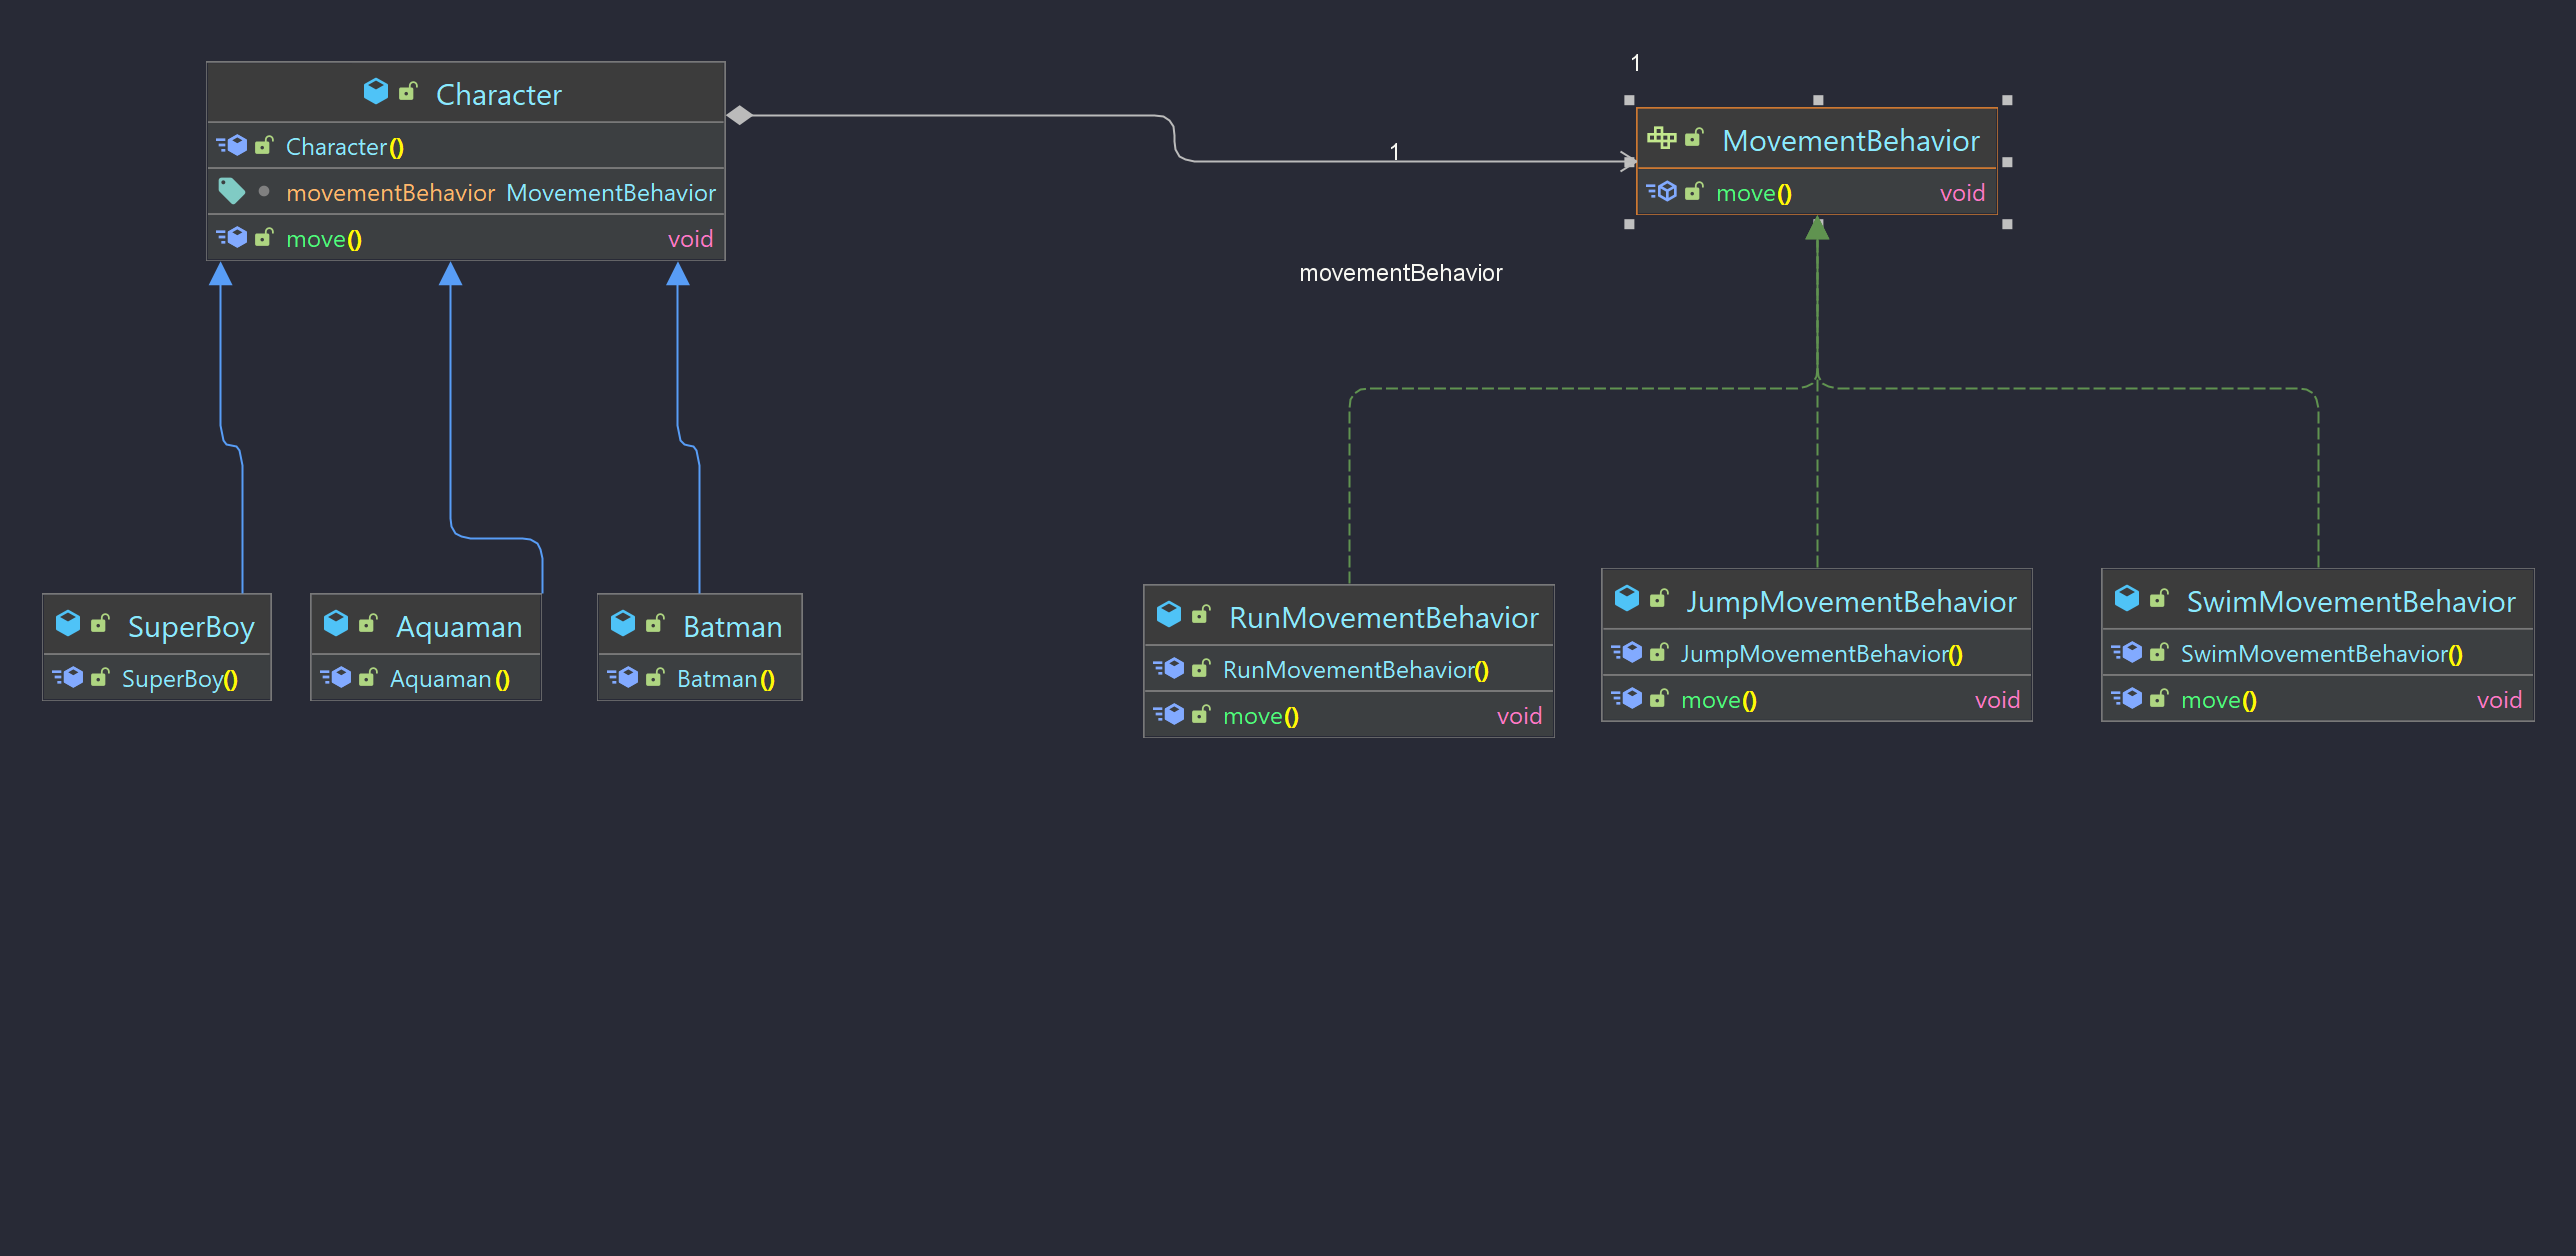 Character
Character()
movementBehavior MovementBehavior
move() void
1
1
movementBehavior
MovementBehavior
move() void
SuperBoy
SuperBoy()
Aquaman
Aquaman()
Batman
Batman()
RunMovementBehavior
RunMovementBehavior()
move() void
JumpMovementBehavior
JumpMovementBehavior()
move() void
SwimMovementBehavior
SwimMovementBehavior()
move() void